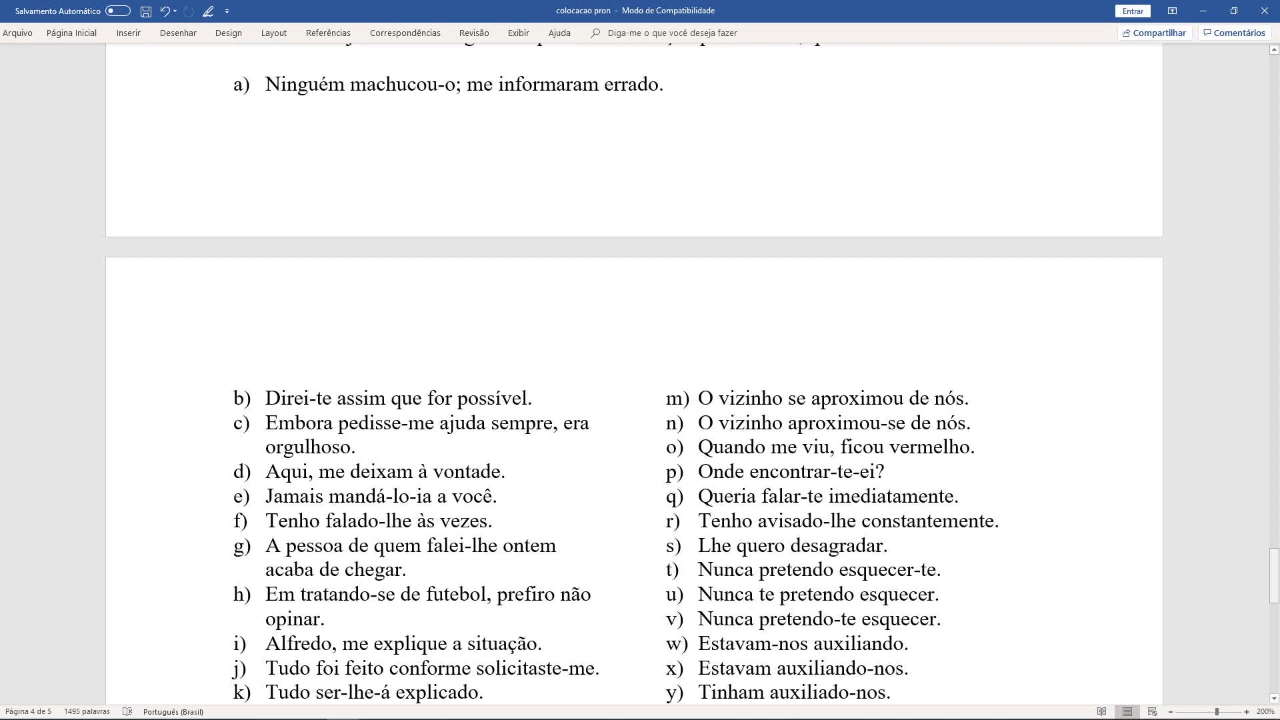 Salvamento Automático
colocacao pron - Modo de Compatibilidade
Entrar
Arquivo Página Inicial Inserir Desenhar Design Layout Referências Correspondências Revisão Exibir Ajuda Diga-me o que você deseja fazer
Compartilhar Comentários
a) Ninguém machucou-o; me informaram errado.
b) Direi-te assim que for possível.
c) Embora pedisse-me ajuda sempre, era
orgulhoso.
d) Aqui, me deixam à vontade.
e) Jamais mandá-lo-ia a você.
f) Tenho falado-lhe às vezes.
g) A pessoa de quem falei-lhe ontem
acaba de chegar.
h) Em tratando-se de futebol, prefiro não
opinar.
i) Alfredo, me explique a situação.
j) Tudo foi feito conforme solicitaste-me.
k) Tudo ser-lhe-á explicado.
m) O vizinho se aproximou de nós.
n) O vizinho aproximou-se de nós.
o) Quando me viu, ficou vermelho.
p) Onde encontrar-te-ei?
q) Queria falar-te imediatamente.
r) Tenho avisado-lhe constantemente.
s) Lhe quero desagradar.
t) Nunca pretendo esquecer-te.
u) Nunca te pretendo esquecer.
v) Nunca pretendo-te esquecer.
w) Estavam-nos auxiliando.
x) Estavam auxiliando-nos.
y) Tinham auxiliado-nos.
Página 4 de 5 1495 palavras Português (Brasil)
200%